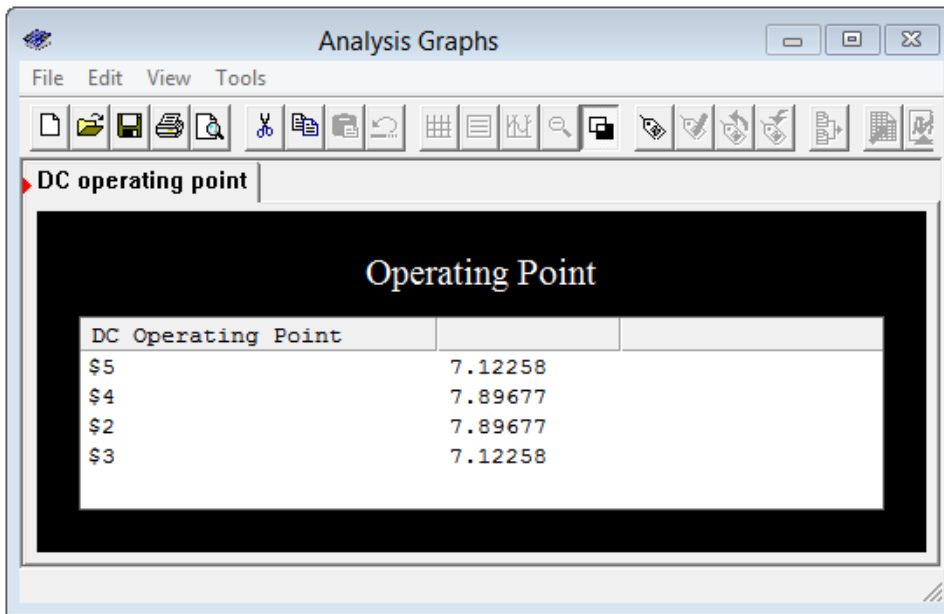 Analysis Graphs
File Edit View Tools
DC operating point
Operating Point
DC Operating Point
$5 7.12258
$4 7.89677
$2 7.89677
$3 7.12258